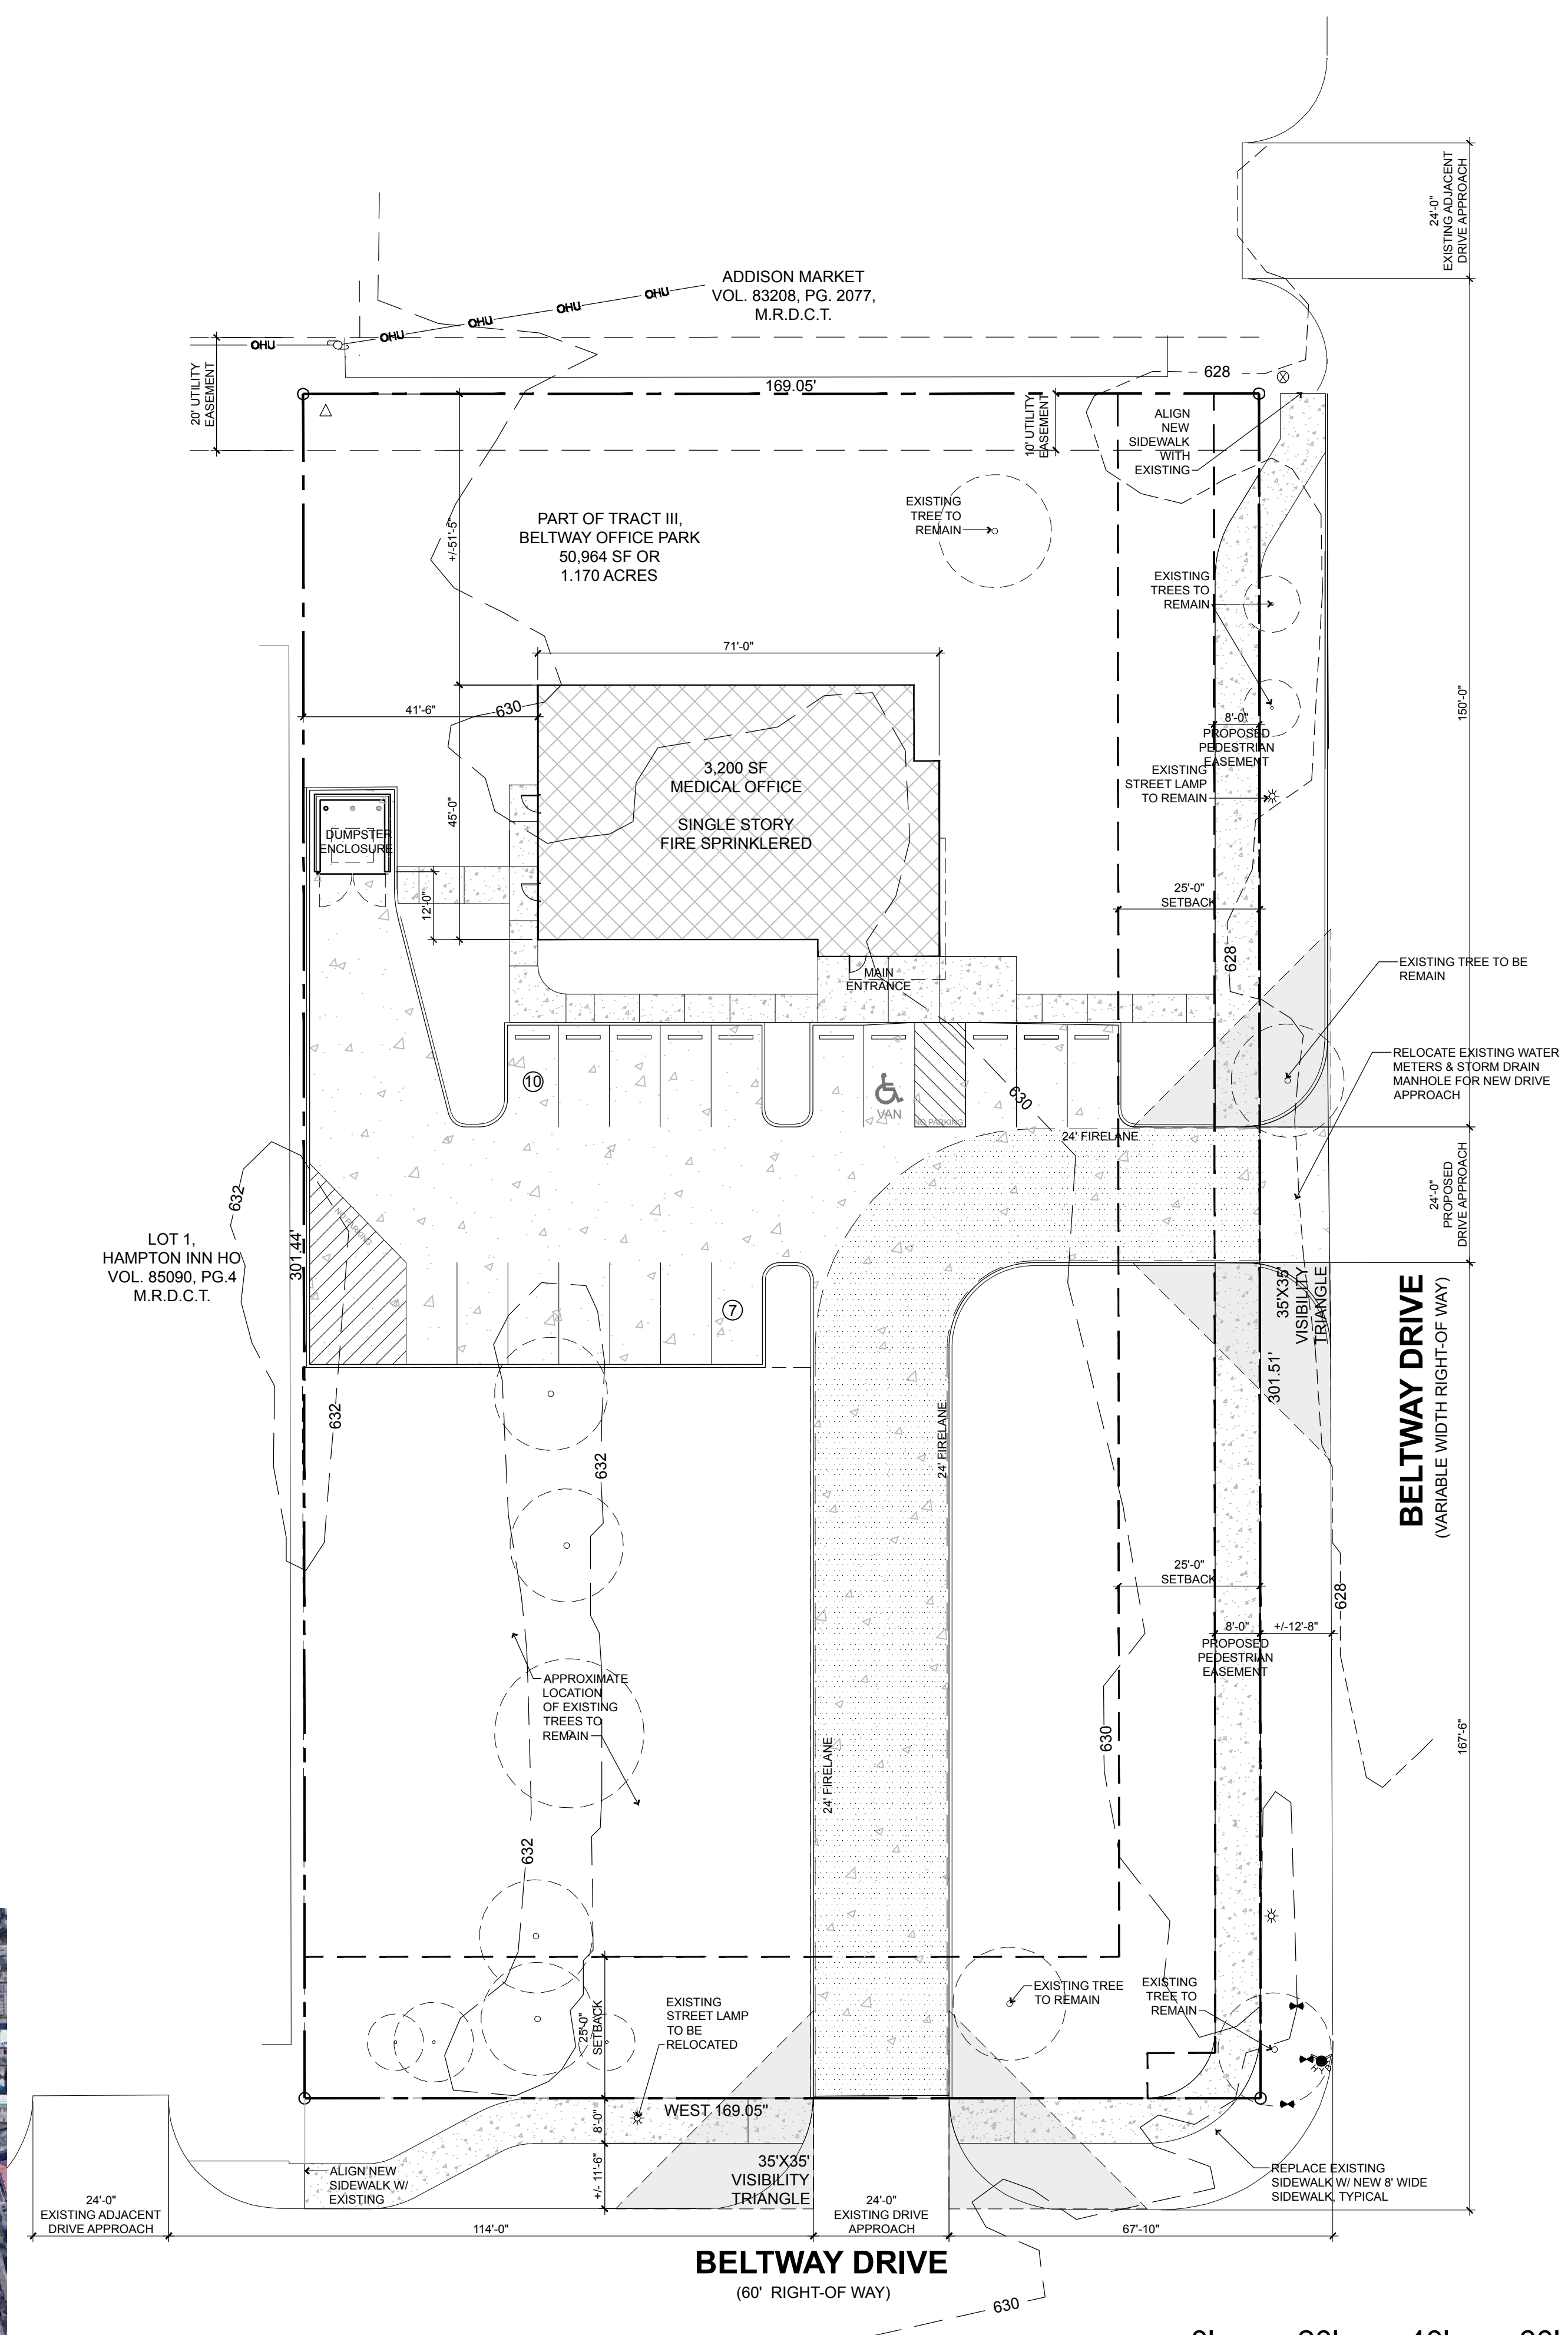 24'-0"
EXISTING ADJACENT
DRIVE APPROACH
ADDISON MARKET
VOL. 83208, PG. 2077,
M.R.D.C.T.
OHU
OHU
OHU
OHU
OHU
20' UTILITY
EASEMENT
628
169.05'
10' UTILITY
EASEMENT
ALIGN
NEW
SIDEWALK
WITH
EXISTING
EXISTING
TREE TO
REMAIN
PART OF TRACT III,
BELTWAY OFFICE PARK
50,964 SF OR
1.170 ACRES
+/-51'-5"
EXISTING
TREES TO
REMAIN
71'-0"
150'-0"
41'-6"
630
8'-0"
PROPOSED
PEDESTRIAN
EASEMENT
3,200 SF
MEDICAL OFFICE
SINGLE STORY
FIRE SPRINKLERED
EXISTING
STREET LAMP
TO REMAIN
45'-0"
DUMPSTER
ENCLOSURE
12'-0"
25'-0"
SETBACK
628
EXISTING TREE TO BE
REMAIN
MAIN
ENTRANCE
RELOCATE EXISTING WATER
METERS & STORM DRAIN
MANHOLE FOR NEW DRIVE
APPROACH
10
VAN
NO PARKING
630
24' FIRELANE
24'-0"
PROPOSED
DRIVE APPROACH
632
NO PARKING
LOT 1,
HAMPTON INN HO
VOL. 85090, PG.4
M.R.D.C.T.
301.44'
7
35'X35'
VISIBILITY
TRIANGLE
301.51'
BELTWAY DRIVE
(VARIABLE WIDTH RIGHT-OF WAY)
632
632
24' FIRELANE
25'-0"
SETBACK
628
8'-0"
+/-12'-8"
PROPOSED
PEDESTRIAN
EASEMENT
APPROXIMATE
LOCATION
OF EXISTING
TREES TO
REMAIN
24' FIRELANE
630
167'-6"
632
EXISTING
STREET LAMP
TO BE
RELOCATED
25'-0"
SETBACK
EXISTING TREE
TO REMAIN
EXISTING
TREE TO
REMAIN
HYD
WEST 169.05"
8'-0"
+/- 11'-6"
ALIGN NEW
SIDEWALK W/
EXISTING
35'X35'
VISIBILITY
TRIANGLE
REPLACE EXISTING
SIDEWALK W/ NEW 8' WIDE
SIDEWALK, TYPICAL
24'-0"
EXISTING ADJACENT
DRIVE APPROACH
114'-0"
24'-0"
EXISTING DRIVE
APPROACH
67'-10"
BELTWAY DRIVE
(60' RIGHT-OF WAY)
630